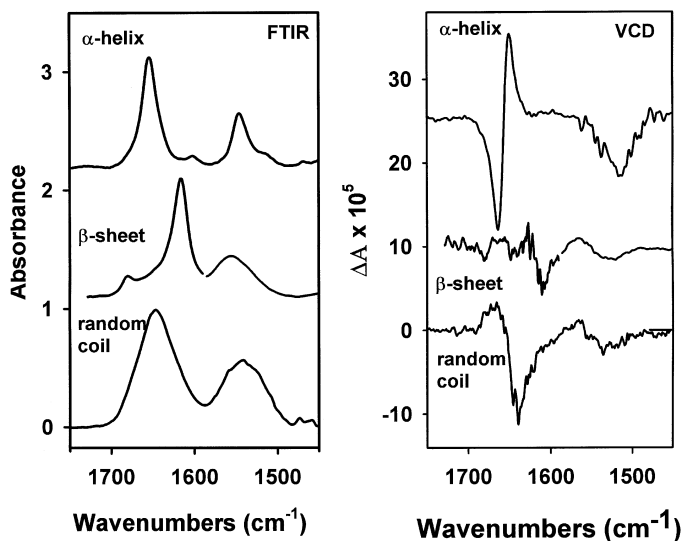 α-helix
FTIR
3
2
β-sheet
1
random
coil
0
Absorbance
1700
1600
1500
Wavenumbers (cm-1)
α-helix
VCD
30
20
10
β-sheet
0
random
coil
-10
ΔA x 10⁵
1700
1600
1500
Wavenumbers (cm-1)